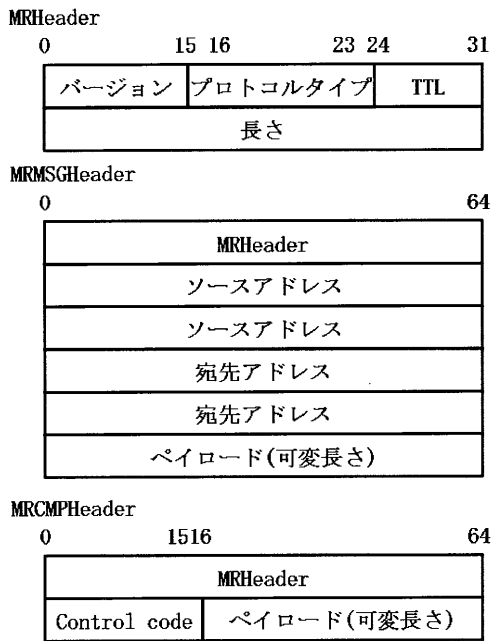 MRHeader
0 15 16 23 24 31
バージョン プロトコルタイプ TTL
長さ
MRMSGHeader
0 64
MRHeader
ソースアドレス
ソースアドレス
宛先アドレス
宛先アドレス
ペイロード(可変長さ)
MRCMPHeader
0 1516 64
MRHeader
Control code ペイロード(可変長さ)